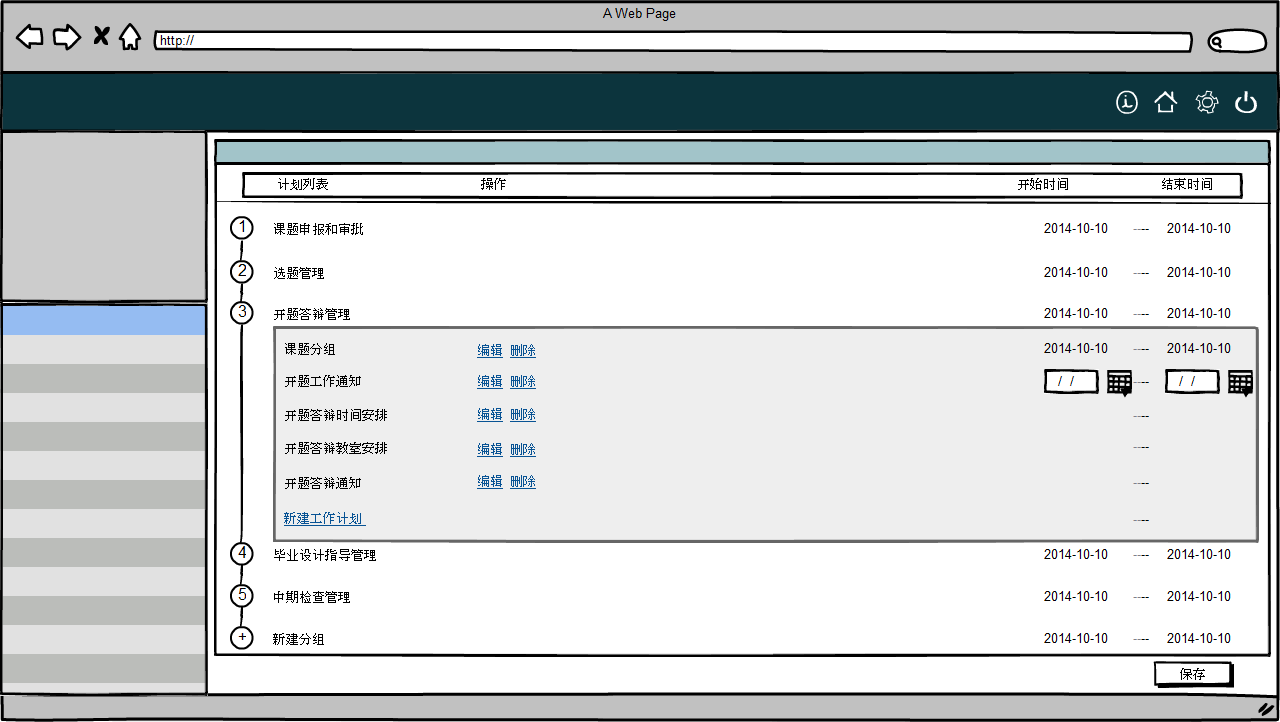 A Web Page
http://
计划列表 操作 开始时间 结束时间
1 课题申报和审批 2014-10-10 ---- 2014-10-10
2 选题管理 2014-10-10 ---- 2014-10-10
3 开题答辩管理 2014-10-10 ---- 2014-10-10
课题分组 编辑 删除 2014-10-10 ---- 2014-10-10
开题工作通知 编辑 删除 / / ---- / /
开题答辩时间安排 编辑 删除 ----
开题答辩教室安排 编辑 删除 ----
开题答辩通知 编辑 删除 ----
新建工作计划 ----
4 毕业设计指导管理 2014-10-10 ---- 2014-10-10
5 中期检查管理 2014-10-10 ---- 2014-10-10
+ 新建分组 2014-10-10 ---- 2014-10-10
保存